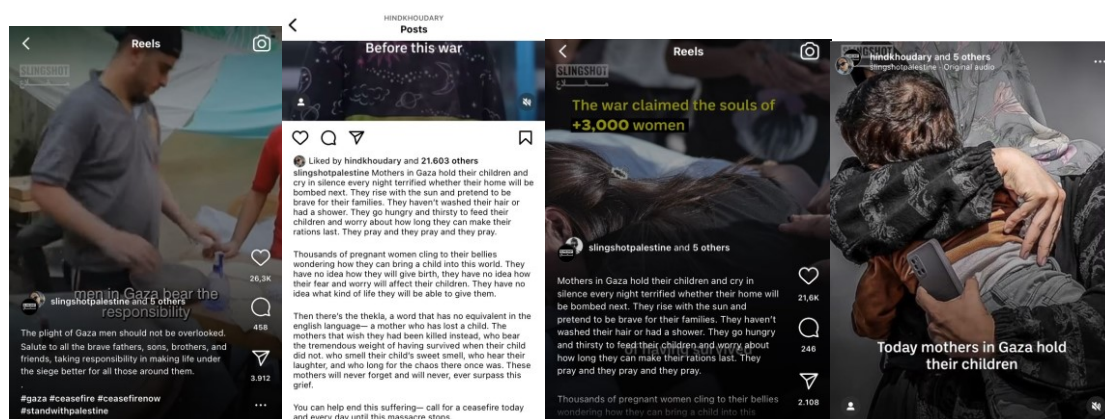 Reels
SLINGSHOT
men in Gaza bear the
responsibility
slingshotpalestine and 5 others
The plight of Gaza men should not be overlooked.
Salute to all the brave fathers, sons, brothers, and
friends, taking responsibility in making life under
the siege better for all those around them.
.
#gaza #ceasefire #ceasefirenow
#standwithpalestine
26,3K
458
3.912
HINDKHOUDARY
Posts
Before this war
Liked by hindkhoudary and 21.603 others
slingshotpalestine Mothers in Gaza hold their children and
cry in silence every night terrified whether their home will be
bombed next. They rise with the sun and pretend to be
brave for their families. They haven't washed their hair or
had a shower. They go hungry and thirsty to feed their
children and worry about how long they can make their
rations last. They pray and they pray and they pray.
Thousands of pregnant women cling to their bellies
wondering how they can bring a child into this world. They
have no idea how they will give birth, they have no idea how
their fear and worry will affect their children. They have no
idea what kind of life they will be able to give them.
Then there's the thekla, a word that has no equivalent in the
english language— a mother who has lost a child. The
mothers that wish they had been killed instead, who bear
the tremendous weight of having survived when their child
did not. who smell their child's sweet smell, who hear their
laughter, and who long for the chaos there once was. These
mothers will never forget and will never, ever surpass this
grief.
You can help end this suffering— call for a ceasefire today
and every day until this massacre stops.
Reels
SLINGSHOT
مقلاع
The war claimed the souls of
+3,000 women
slingshotpalestine and 5 others
Mothers in Gaza hold their children and cry in
silence every night terrified whether their home will be
bombed next. They rise with the sun and
pretend to be brave for their families. They haven't
washed their hair or had a shower. They go hungry
and thirsty to feed their children and worry about
how long they can make their rations last. They
pray and they pray and they pray.
of having survived
Thousands of pregnant women cling to their bellies
wondering how they can bring a child into this
21,6K
246
2.108
SLINGSHOT
hindkhoudary and 5 others
slingshotpalestine · Original audio
Today mothers in Gaza hold
their children